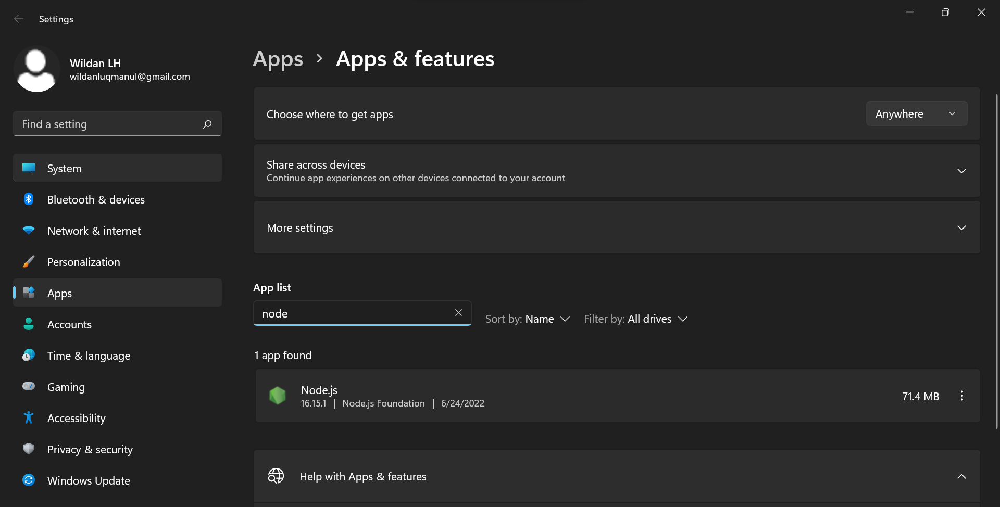 Settings
Wildan LH
wildanluqmanul@gmail.com
Find a setting
System
Bluetooth & devices
Network & internet
Personalization
Apps
Accounts
Time & language
Gaming
Accessibility
Privacy & security
Windows Update
Apps > Apps & features
Choose where to get apps
Anywhere
Share across devices
Continue app experiences on other devices connected to your account
More settings
App list
node
Sort by: Name
Filter by: All drives
1 app found
Node.js
16.15.1 | Node.js Foundation | 6/24/2022
71.4 MB
Help with Apps & features